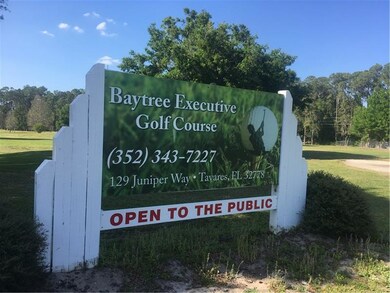 Baytree Executive
Golf Course
(352) 343-7227
129 Juniper Way • Tavares, FL 32778
OPEN TO THE PUBLIC